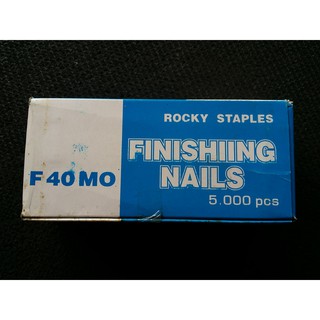 ROCKY STAPLES
FINISHIING
NAILS
F40MO
5.000 pcs